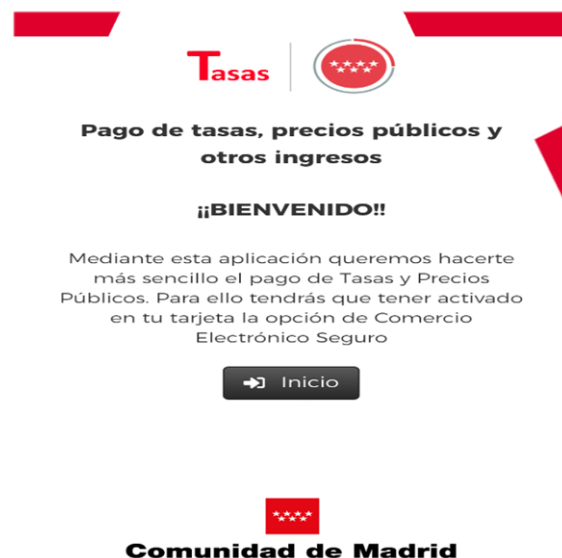 Tasas
Pago de tasas, precios públicos y
otros ingresos
¡¡BIENVENIDO!!
Mediante esta aplicación queremos hacerte
más sencillo el pago de Tasas y Precios
Públicos. Para ello tendrás que tener activado
en tu tarjeta la opción de Comercio
Electrónico Seguro
Inicio
Comunidad de Madrid